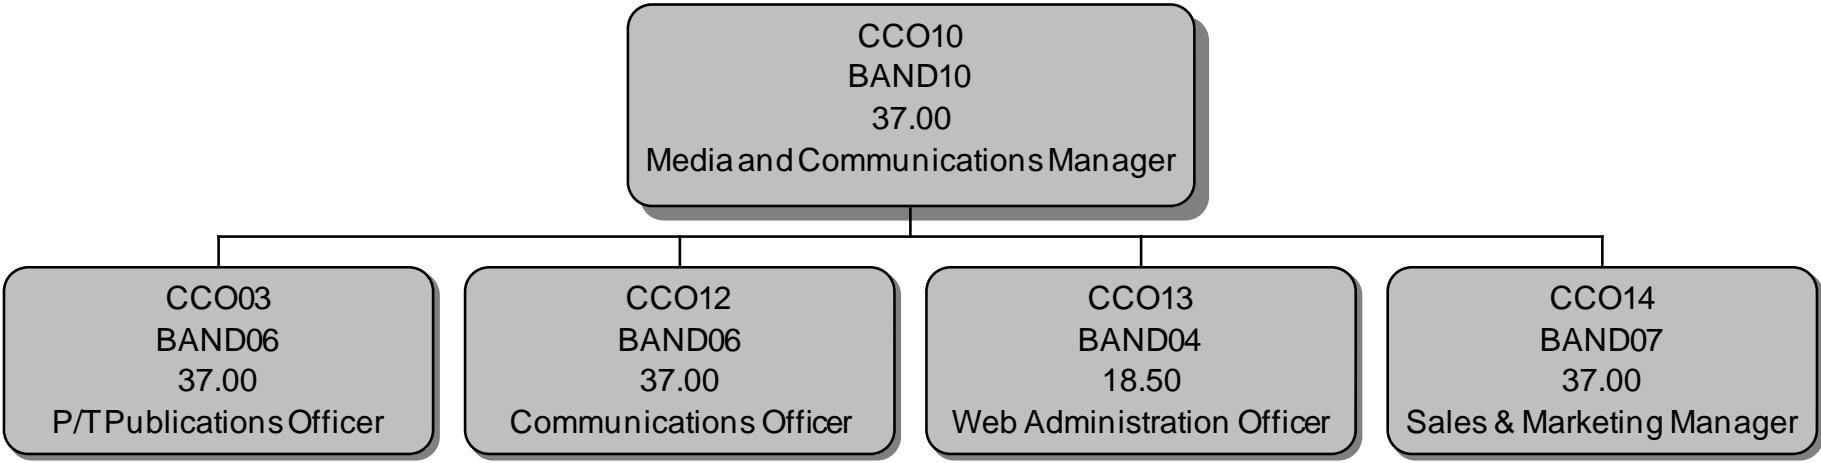 CCO10
BAND10
37.00
Media and Communications Manager
CCO03
BAND06
37.00
P/T Publications Officer
CCO12
BAND06
37.00
Communications Officer
CCO13
BAND04
18.50
Web Administration Officer
CCO14
BAND07
37.00
Sales & Marketing Manager